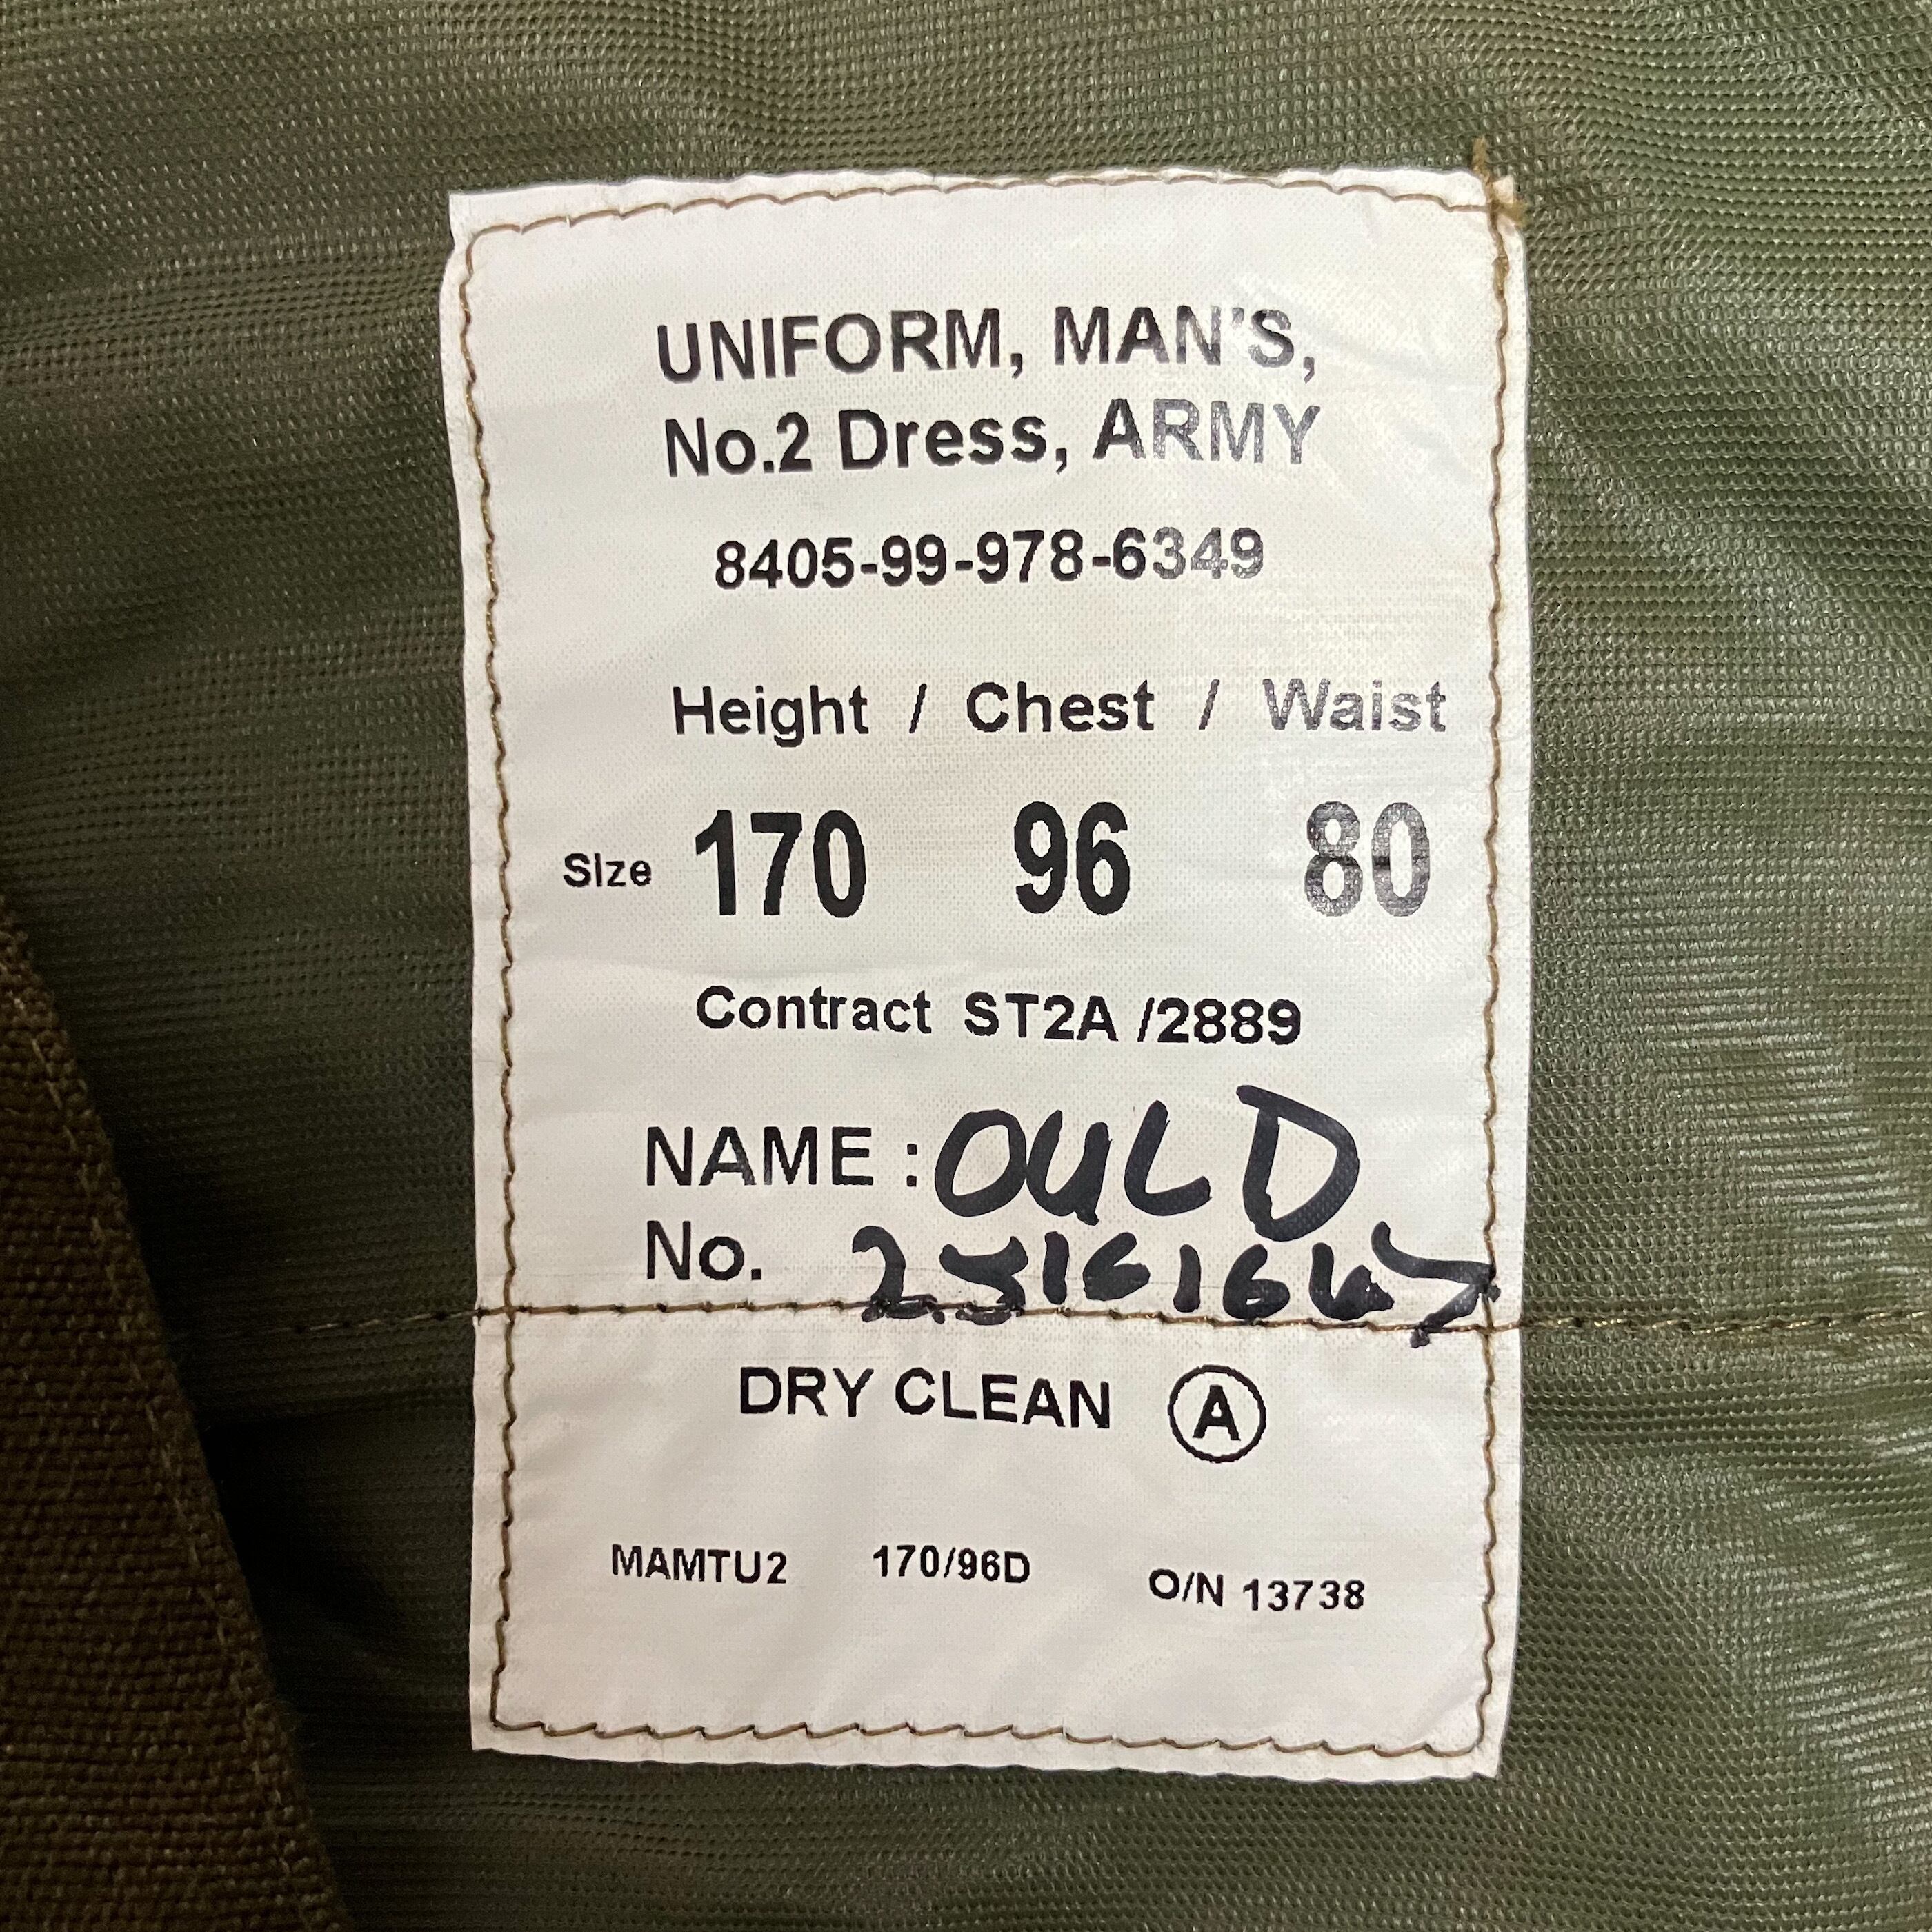 UNIFORM, MAN'S,
No.2 Dress, ARMY
8405-99-978-6349
Height / Chest / Waist
Size 170 96 80
Contract ST2A /2889
NAME : OULD
No. 25161667
DRY CLEAN A
MAMTU2 170/96D O/N 13738